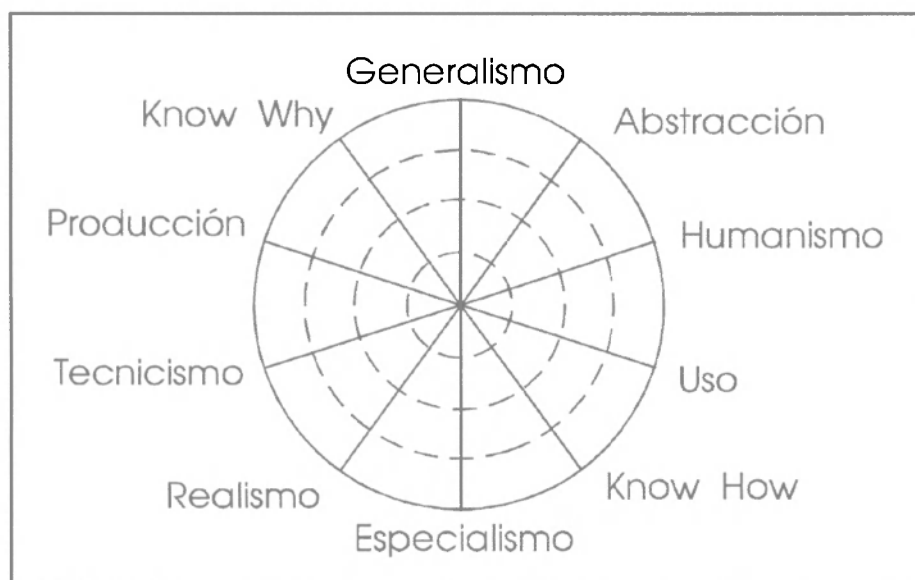 Generalismo
Know Why
Abstracción
Producción
Humanismo
Tecnicismo
Uso
Realismo
Know How
Especialismo